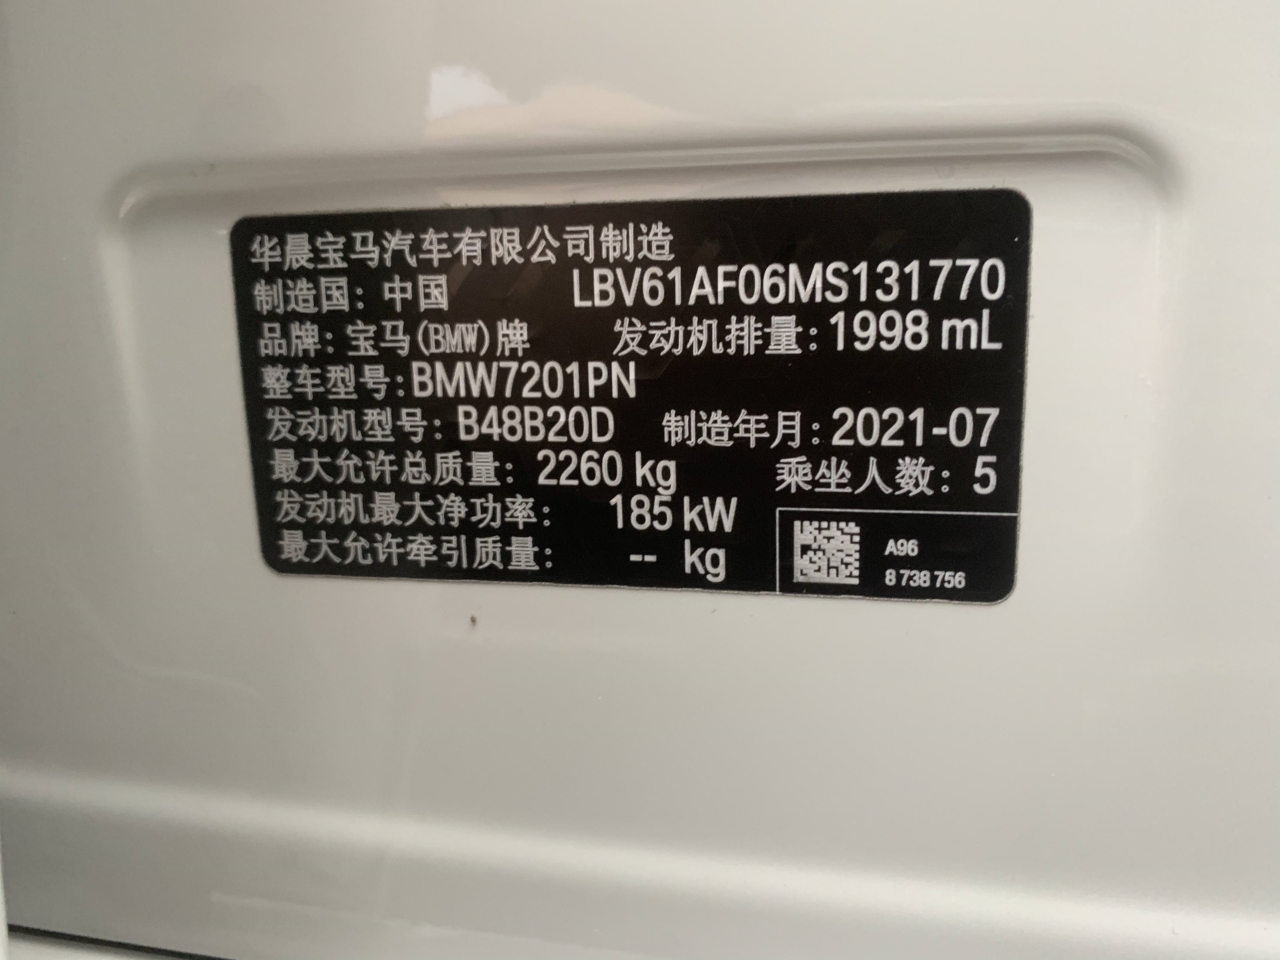 华晨宝马汽车有限公司制造
制造国：中国 LBV61AF06MS131770
品牌：宝马(BMW)牌 发动机排量：1998 mL
整车型号：BMW7201PN
发动机型号：B48B20D 制造年月：2021-07
最大允许总质量：2260 kg 乘坐人数：5
发动机最大净功率：185 kW
最大允许牵引质量：-- kg
A96
8 738 756